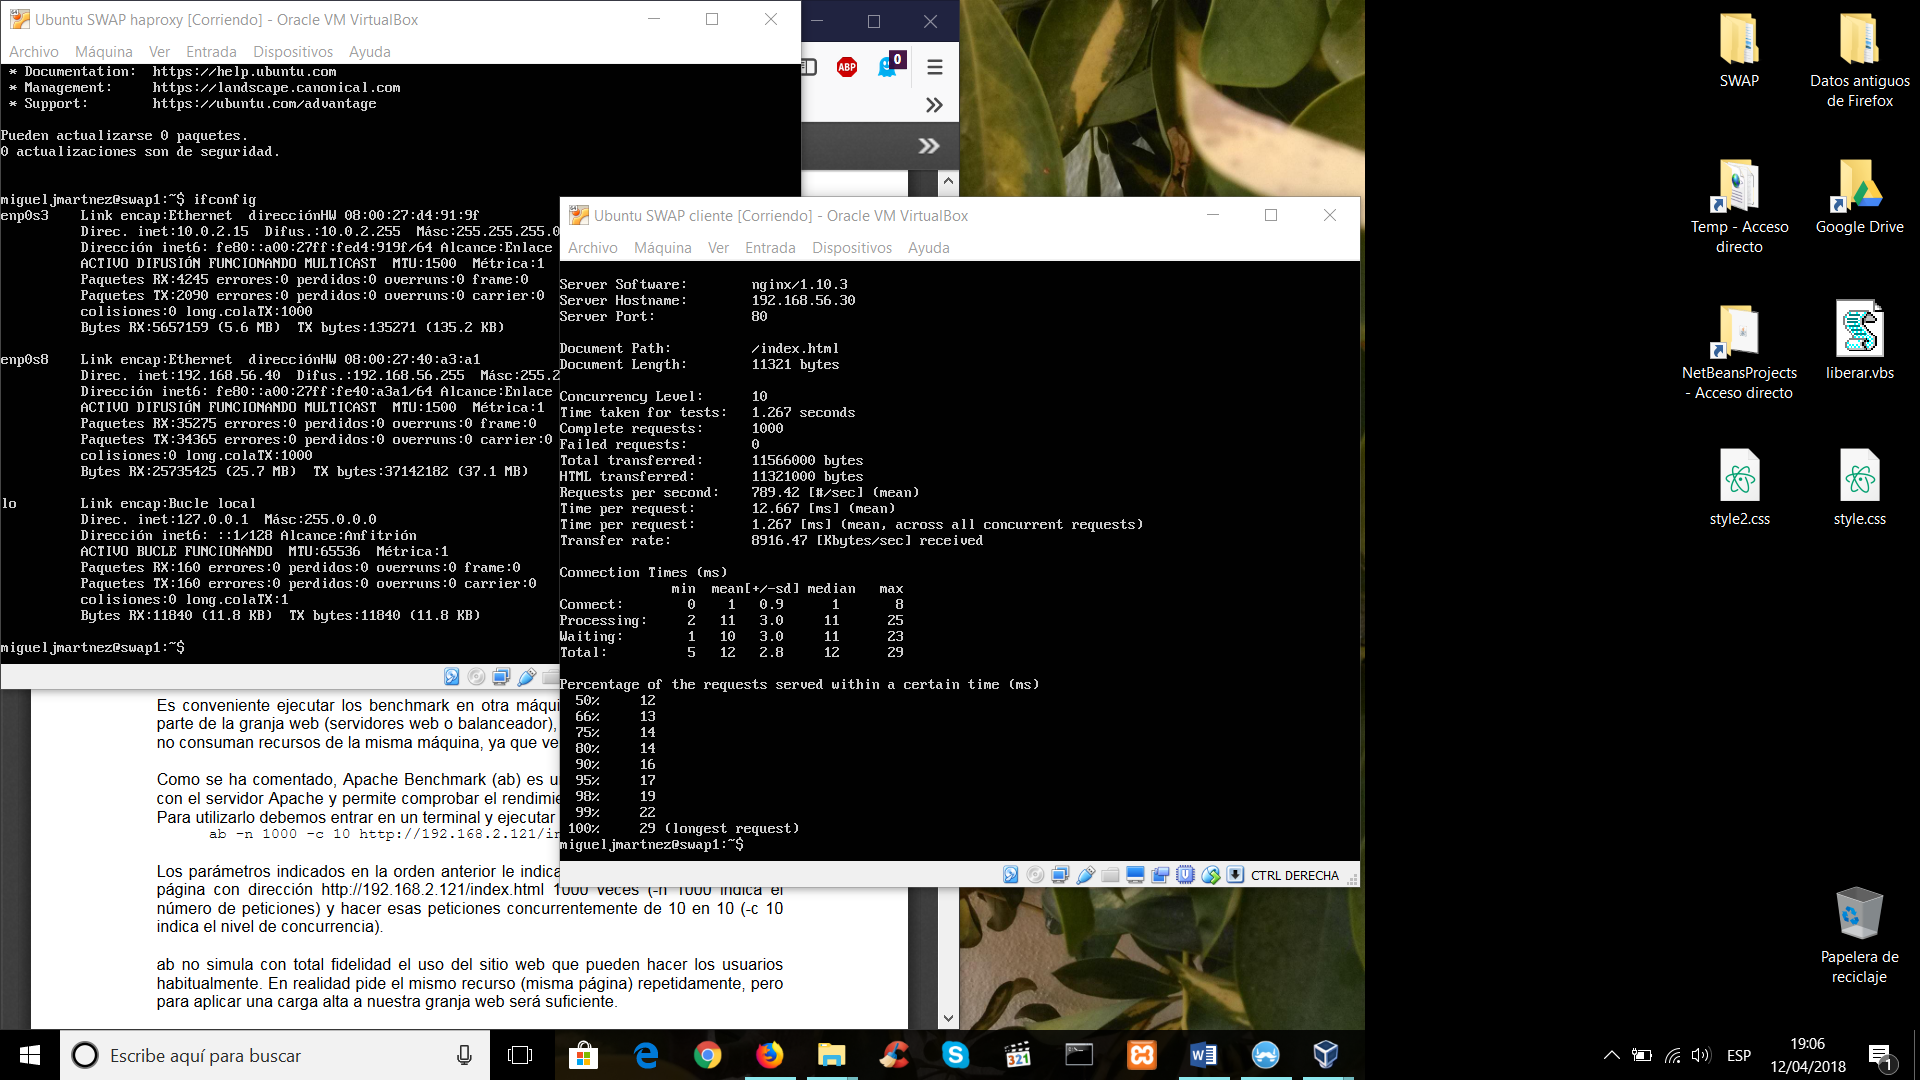 Ubuntu SWAP haproxy [Corriendo] - Oracle VM VirtualBox
Archivo Máquina Ver Entrada Dispositivos Ayuda
* Documentation:  https://help.ubuntu.com
* Management:     https://landscape.canonical.com
* Support:        https://ubuntu.com/advantage
Pueden actualizarse 0 paquetes.
0 actualizaciones son de seguridad.
migueljmartnez@swap1:~$ ifconfig
enp0s3    Link encap:Ethernet  direcciónHW 08:00:27:d4:91:9f
Direc. inet:10.0.2.15  Difus.:10.0.2.255  Másc:255.255.255.0
Dirección inet6: fe80::a00:27ff:fed4:919f/64 Alcance:Enlace
ACTIVO DIFUSIÓN FUNCIONANDO MULTICAST  MTU:1500  Métrica:1
Paquetes RX:4245 errores:0 perdidos:0 overruns:0 frame:0
Paquetes TX:2090 errores:0 perdidos:0 overruns:0 carrier:0
colisiones:0 long.colaTX:1000
Bytes RX:5657159 (5.6 MB)  TX bytes:135271 (135.2 KB)
enp0s8    Link encap:Ethernet  direcciónHW 08:00:27:40:a3:a1
Direc. inet:192.168.56.40  Difus.:192.168.56.255  Másc:255.2
Dirección inet6: fe80::a00:27ff:fe40:a3a1/64 Alcance:Enlace
ACTIVO DIFUSIÓN FUNCIONANDO MULTICAST  MTU:1500  Métrica:1
Paquetes RX:35275 errores:0 perdidos:0 overruns:0 frame:0
Paquetes TX:34365 errores:0 perdidos:0 overruns:0 carrier:0
colisiones:0 long.colaTX:1000
Bytes RX:25735425 (25.7 MB)  TX bytes:37142182 (37.1 MB)
lo        Link encap:Bucle local
Direc. inet:127.0.0.1  Másc:255.0.0.0
Dirección inet6: ::1/128 Alcance:Anfitrión
ACTIVO BUCLE FUNCIONANDO  MTU:65536  Métrica:1
Paquetes RX:160 errores:0 perdidos:0 overruns:0 frame:0
Paquetes TX:160 errores:0 perdidos:0 overruns:0 carrier:0
colisiones:0 long.colaTX:1
Bytes RX:11840 (11.8 KB)  TX bytes:11840 (11.8 KB)
migueljmartnez@swap1:~$
ABP
0
Ubuntu SWAP cliente [Corriendo] - Oracle VM VirtualBox
Archivo Máquina Ver Entrada Dispositivos Ayuda
Server Software:        nginx/1.10.3
Server Hostname:        192.168.56.30
Server Port:            80
Document Path:          /index.html
Document Length:        11321 bytes
Concurrency Level:      10
Time taken for tests:   1.267 seconds
Complete requests:      1000
Failed requests:        0
Total transferred:      11566000 bytes
HTML transferred:       11321000 bytes
Requests per second:    789.42 [#/sec] (mean)
Time per request:       12.667 [ms] (mean)
Time per request:       1.267 [ms] (mean, across all concurrent requests)
Transfer rate:          8916.47 [Kbytes/sec] received
Connection Times (ms)
min  mean[+/-sd] median   max
Connect:        0    1   0.9      1       8
Processing:     2   11   3.0     11      25
Waiting:        1   10   3.0     11      23
Total:          5   12   2.8     12      29
Percentage of the requests served within a certain time (ms)
50%     12
66%     13
75%     14
80%     14
90%     16
95%     17
98%     19
99%     22
100%     29 (longest request)
migueljmartnez@swap1:~$
CTRL DERECHA
Es conveniente ejecutar los benchmark en otra máqui
parte de la granja web (servidores web o balanceador),
no consuman recursos de la misma máquina, ya que ve
Como se ha comentado, Apache Benchmark (ab) es u
con el servidor Apache y permite comprobar el rendimie
Para utilizarlo debemos entrar en un terminal y ejecutar
ab -n 1000 -c 10 http://192.168.2.121/in
Los parámetros indicados en la orden anterior le indica
página con dirección http://192.168.2.121/index.html 1000 veces (-n 1000 indica el
número de peticiones) y hacer esas peticiones concurrentemente de 10 en 10 (-c 10
indica el nivel de concurrencia).
ab no simula con total fidelidad el uso del sitio web que pueden hacer los usuarios
habitualmente. En realidad pide el mismo recurso (misma página) repetidamente, pero
para aplicar una carga alta a nuestra granja web será suficiente.
SWAP
Datos antiguos de Firefox
Temp - Acceso directo
Google Drive
NetBeansProjects - Acceso directo
liberar.vbs
style2.css
style.css
Papelera de reciclaje
Escribe aquí para buscar
321
ESP
19:06
12/04/2018
1